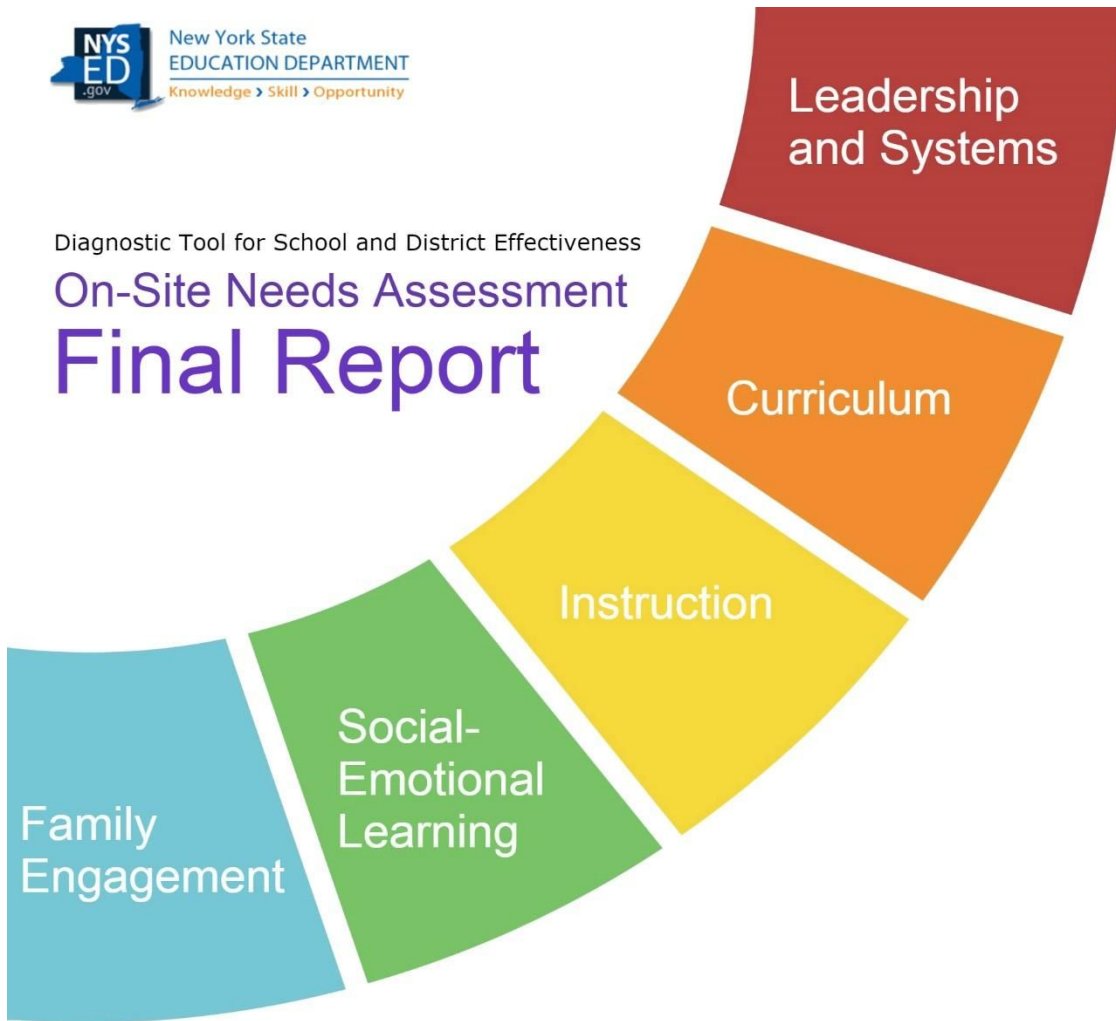 NYS
ED
.gov
New York State
EDUCATION DEPARTMENT
Knowledge › Skill › Opportunity
Diagnostic Tool for School and District Effectiveness
On-Site Needs Assessment
Final Report
Leadership
and Systems
Curriculum
Instruction
Social-
Emotional
Learning
Family
Engagement